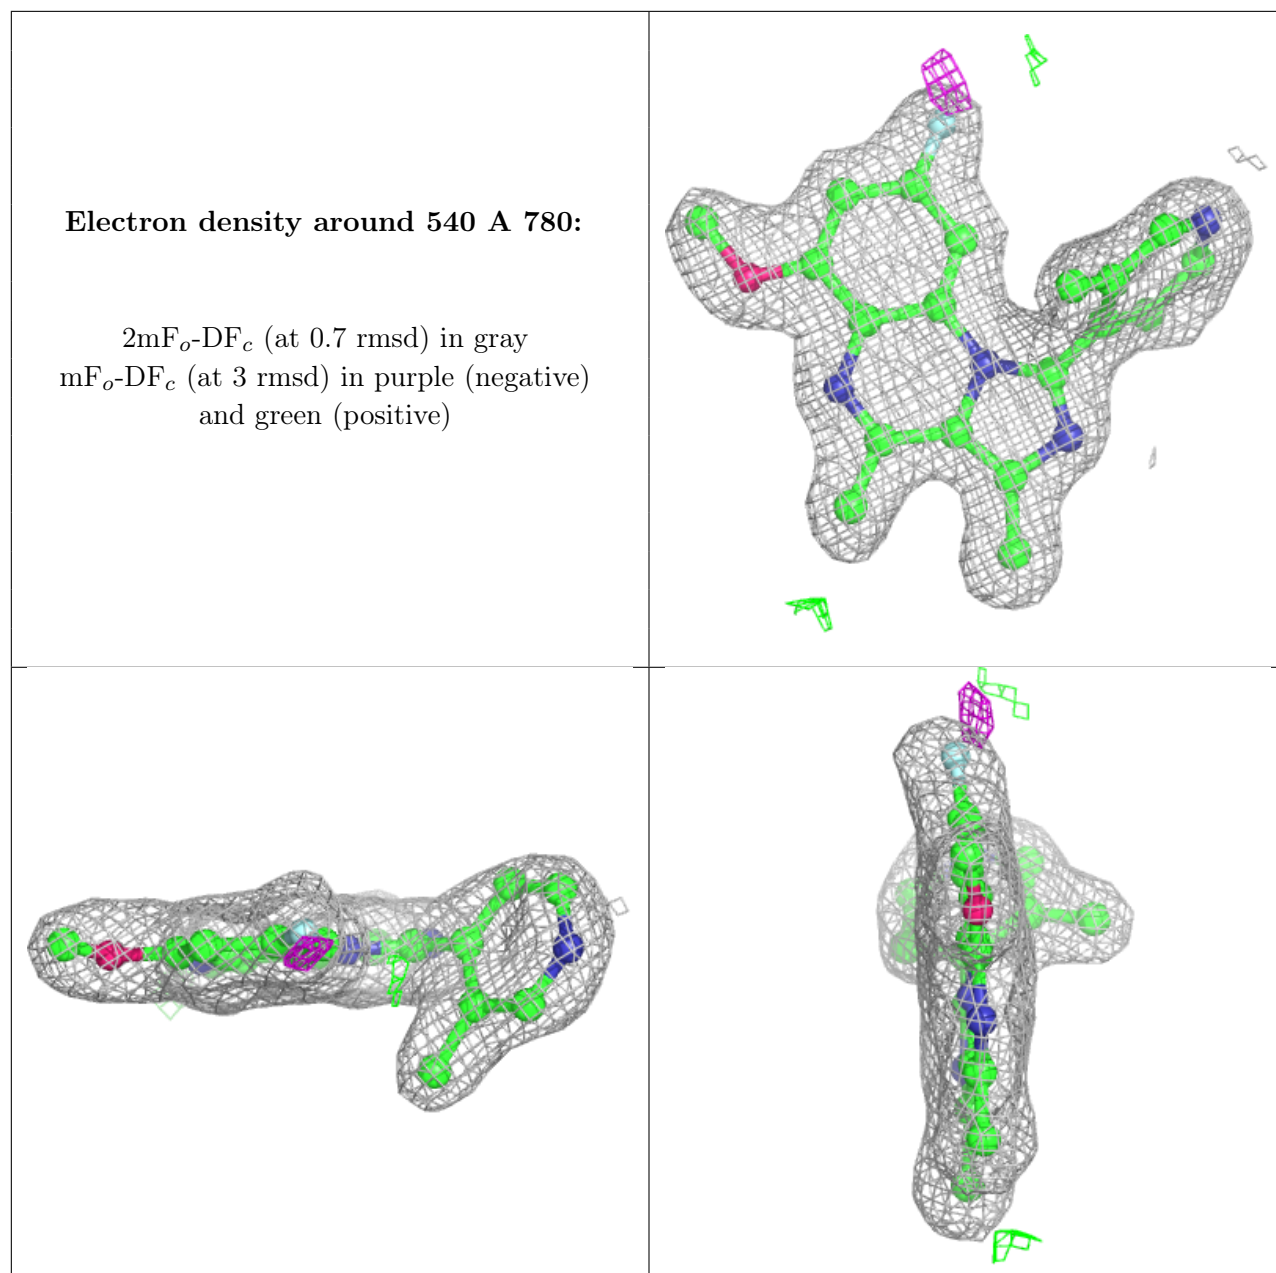 Electron density around 540 A 780:
2mFo-DFc (at 0.7 rmsd) in gray
mFo-DFc (at 3 rmsd) in purple (negative)
and green (positive)